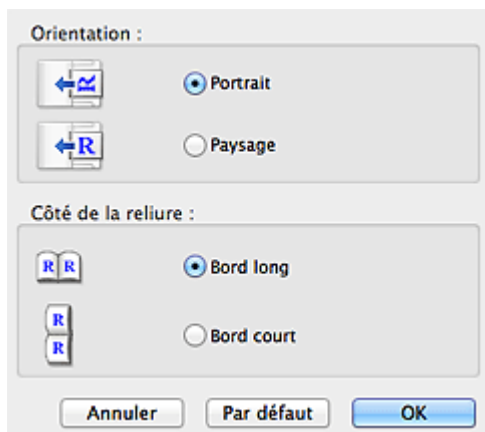 Orientation :
R
Portrait
R
Paysage
Côté de la reliure :
R R
Bord long
R
R
Bord court
Annuler Par défaut OK